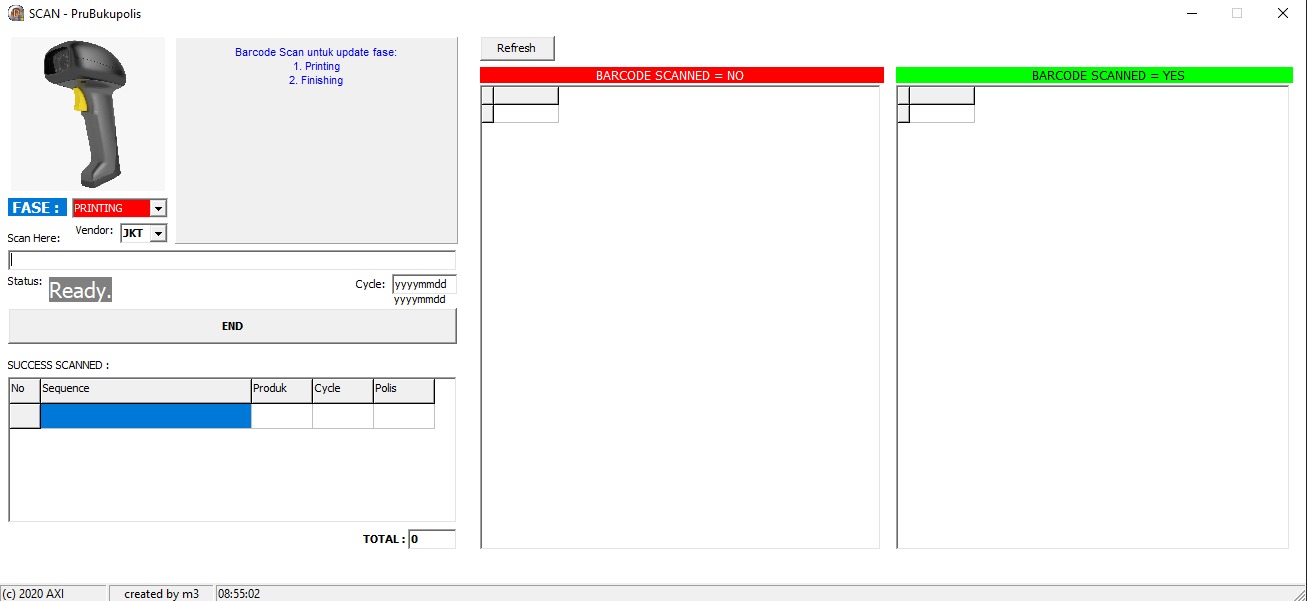 SCAN - PruBukupolis
Barcode Scan untuk update fase:
1. Printing
2. Finishing
FASE :
PRINTING
Scan Here:
Vendor:
JKT
Status:
Ready.
Cycle:
yyyymmdd
yyyymmdd
END
SUCCESS SCANNED :
No Sequence Produk Cycle Polis
TOTAL : 0
Refresh
BARCODE SCANNED = NO
BARCODE SCANNED = YES
(c) 2020 AXI created by m3 08:55:02